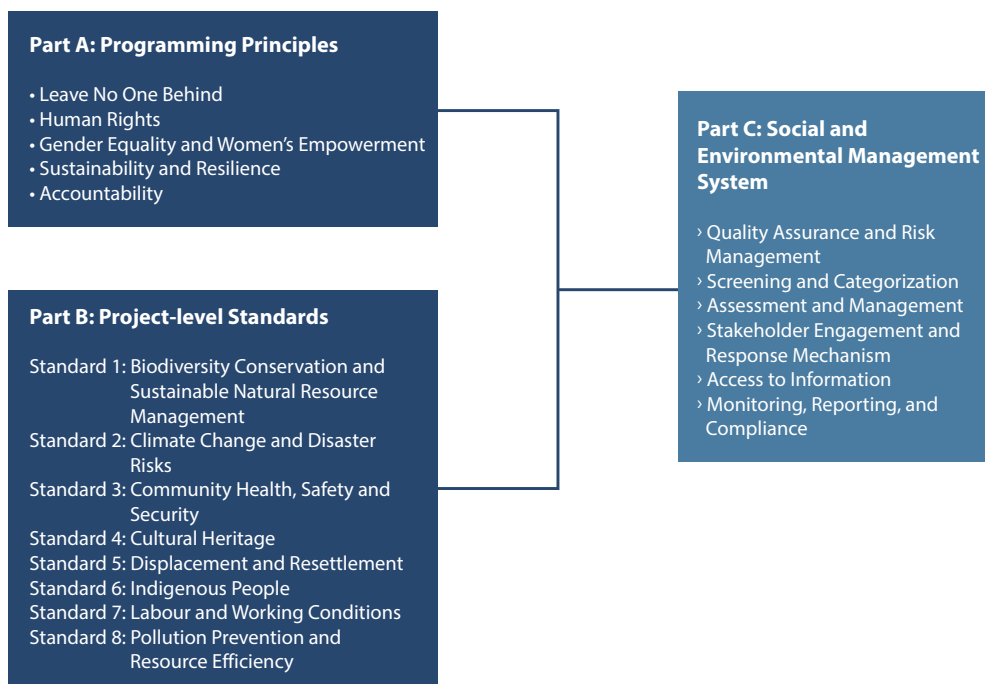 Part A: Programming Principles
• Leave No One Behind
• Human Rights
• Gender Equality and Women’s Empowerment
• Sustainability and Resilience
• Accountability
Part B: Project-level Standards
Standard 1: Biodiversity Conservation and
Sustainable Natural Resource
Management
Standard 2: Climate Change and Disaster
Risks
Standard 3: Community Health, Safety and
Security
Standard 4: Cultural Heritage
Standard 5: Displacement and Resettlement
Standard 6: Indigenous People
Standard 7: Labour and Working Conditions
Standard 8: Pollution Prevention and
Resource Efficiency
Part C: Social and
Environmental Management
System
› Quality Assurance and Risk
Management
› Screening and Categorization
› Assessment and Management
› Stakeholder Engagement and
Response Mechanism
› Access to Information
› Monitoring, Reporting, and
Compliance